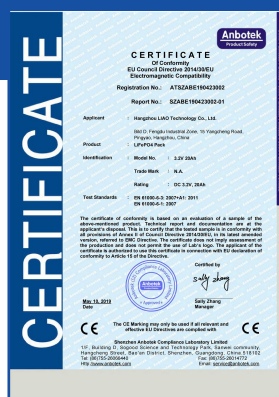 Anbotek
Product Safety
CERTIFICATE
CERTIFICATE
Of Conformity
EU Council Directive 2014/30/EU
Electromagnetic Compatibility
Registration No.: ATSZABE190423002
Report No.: SZABE190423002-01
Applicant : Hangzhou LIAO Technology Co., Ltd.
Bld D: Fengdu Industrial Zone, 15 Yangcheng Road,
Pingyao, Hangzhou, China
Product : LiFePO4 Pack
Identification : Model No. : 3.2V 20Ah
Trade Mark : N.A.
Rating : DC 3.2V, 20Ah
Test Standards : EN 61000-6-3: 2007+A1: 2011
EN 61000-6-1: 2007
The certificate of conformity is based on an evaluation of a sample of the
above-mentioned product. Technical report and documentation are at the
applicant's disposal. This is to certify that the tested sample is in conformity with
all provisions of Annex II of Council Directive 2014/30/EU, in its latest amended
version, referred to EMC Directive. The certificate does not imply assessment of
the production and does not permit the use of Lab's logo. The applicant of the
certificate is authorized to use this certificate in connection with EU declaration of
conformity to Article 15 of the Directive.
Certified by
Sally zhang
Anbotek
May 10, 2019
Date
Sally Zhang
Manager
CE
The CE Marking may only be used if all relevant and
effective EU Directives are complied with
CE
Shenzhen Anbotek Compliance Laboratory Limited
1/F, Building D, Sogood Science and Technology Park, Sanwei community,
Hangcheng Street, Bao'an District, Shenzhen, Guangdong, China.518102
Tel: (86)755-26066440 Fax: (86)755-26014772
Http://www.anbotek.com Email: service@anbotek.com